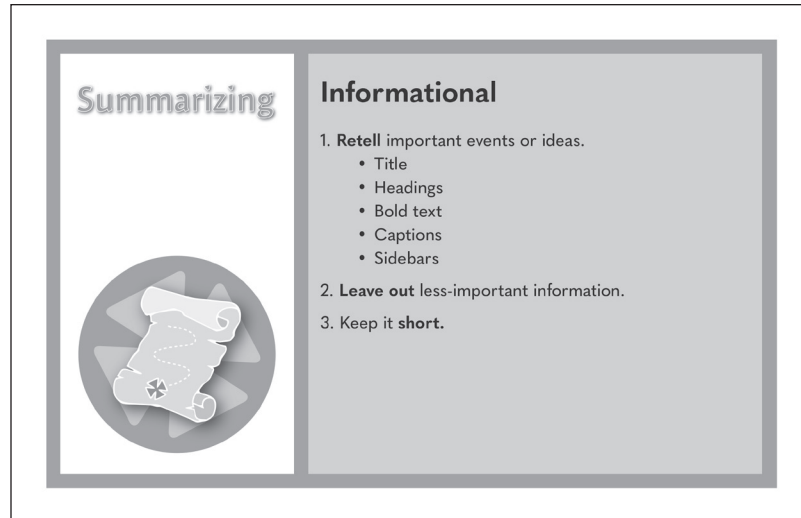 Summarizing
Informational
1. Retell important events or ideas.
• Title
• Headings
• Bold text
• Captions
• Sidebars
2. Leave out less-important information.
3. Keep it short.